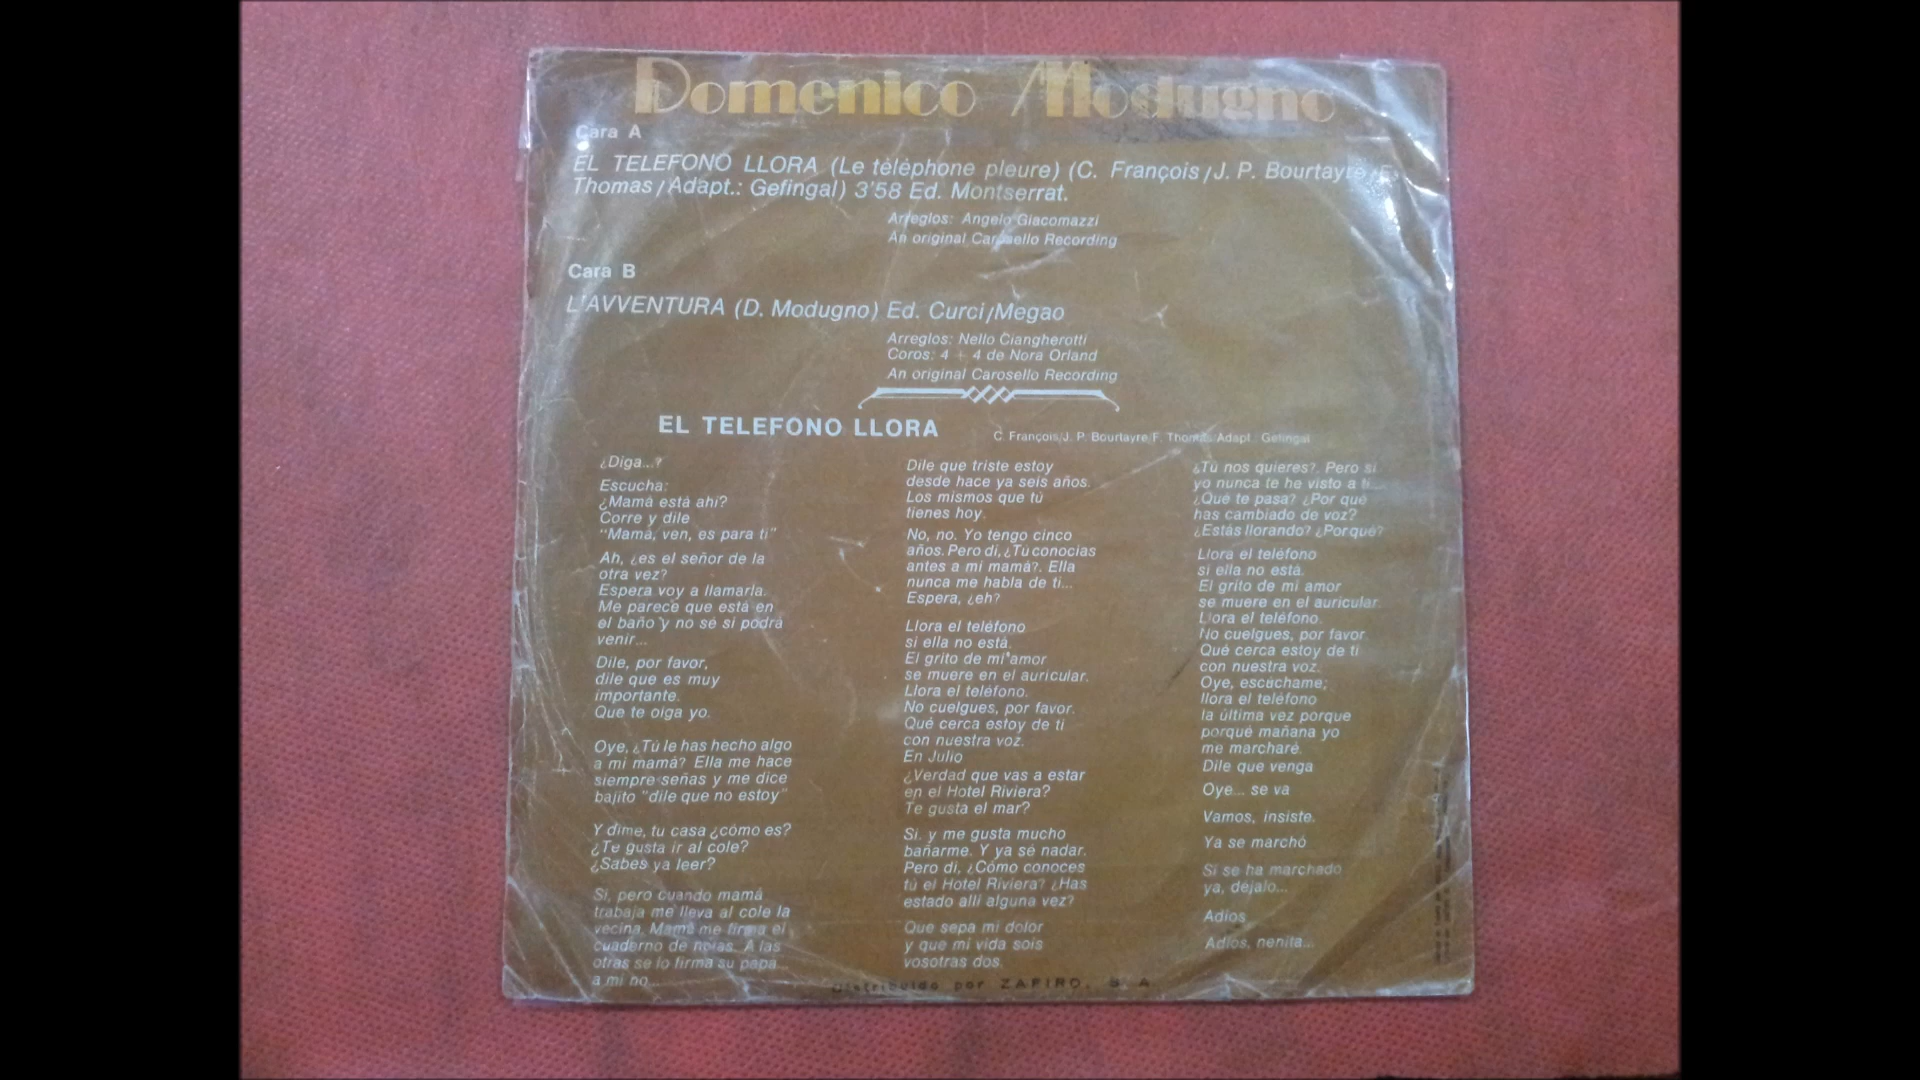 Domenico Modugno
Cara A
EL TELEFONO LLORA (Le téléphone pleure) (C. François/J. P. Bourtayre/F.
Thomas/Adapt.: Gefingal) 3'58 Ed. Montserrat.
Arreglos: Angelo Giacomazzi
An original Carosello Recording
Cara B
L'AVVENTURA (D. Modugno) Ed. Curci/Megao
Arreglos: Nello Ciangherotti
Coros: 4 + 4 de Nora Orland
An original Carosello Recording
EL TELEFONO LLORA
C. François/J. P. Bourtayre/F. Thomas/Adapt.: Gefingal
¿Diga...?
Escucha:
¿Mamá está ahí?
Corre y dile
"Mamá, ven, es para ti"
Ah, ¿es el señor de la
otra vez?
Espera voy a llamarla.
Me parece que está en
el baño y no sé si podrá
venir...
Dile, por favor,
dile que es muy
importante.
Que te oiga yo.
Oye, ¿Tú le has hecho algo
a mi mamá? Ella me hace
siempre señas y me dice
bajito "dile que no estoy"
Y dime, tu casa ¿cómo es?
¿Te gusta ir al cole?
¿Sabes ya leer?
Si, pero cuando mamá
trabaja me lleva al cole la
vecina. Mamá me firma el
cuaderno de notas. A las
otras se lo firma su papa
a mi no...
Dile que triste estoy
desde hace ya seis años.
Los mismos que tú
tienes hoy.
No, no. Yo tengo cinco
años. Pero di, ¿Tú conocías
antes a mi mamá?. Ella
nunca me habla de ti...
Espera, ¿eh?
Llora el teléfono
si ella no está.
El grito de mi amor
se muere en el auricular.
Llora el teléfono.
No cuelgues, por favor.
Qué cerca estoy de ti
con nuestra voz.
En Julio
¿Verdad que vas a estar
en el Hotel Riviera?
Te gusta el mar?
Si. y me gusta mucho
bañarme. Y ya sé nadar.
Pero di, ¿Cómo conoces
tú el Hotel Riviera? ¿Has
estado allí alguna vez?
Que sepa mi dolor
y que mi vida sois
vosotras dos.
¿Tú nos quieres?. Pero si
yo nunca te he visto a ti...
¿Qué te pasa? ¿Por qué
has cambiado de voz?
¿Estás llorando? ¿Porqué?
Llora el teléfono
si ella no está.
El grito de mi amor
se muere en el auricular.
Llora el teléfono.
No cuelgues, por favor.
Qué cerca estoy de ti
con nuestra voz.
Oye, escúchame;
llora el teléfono
la última vez porque
porqué mañana yo
me marcharé.
Dile que venga
Oye... se va
Vamos, insiste.
Ya se marchó
Si se ha marchado
ya, déjalo...
Adios
Adios, nenita...
Distribuido por ZAFIRO, S. A.